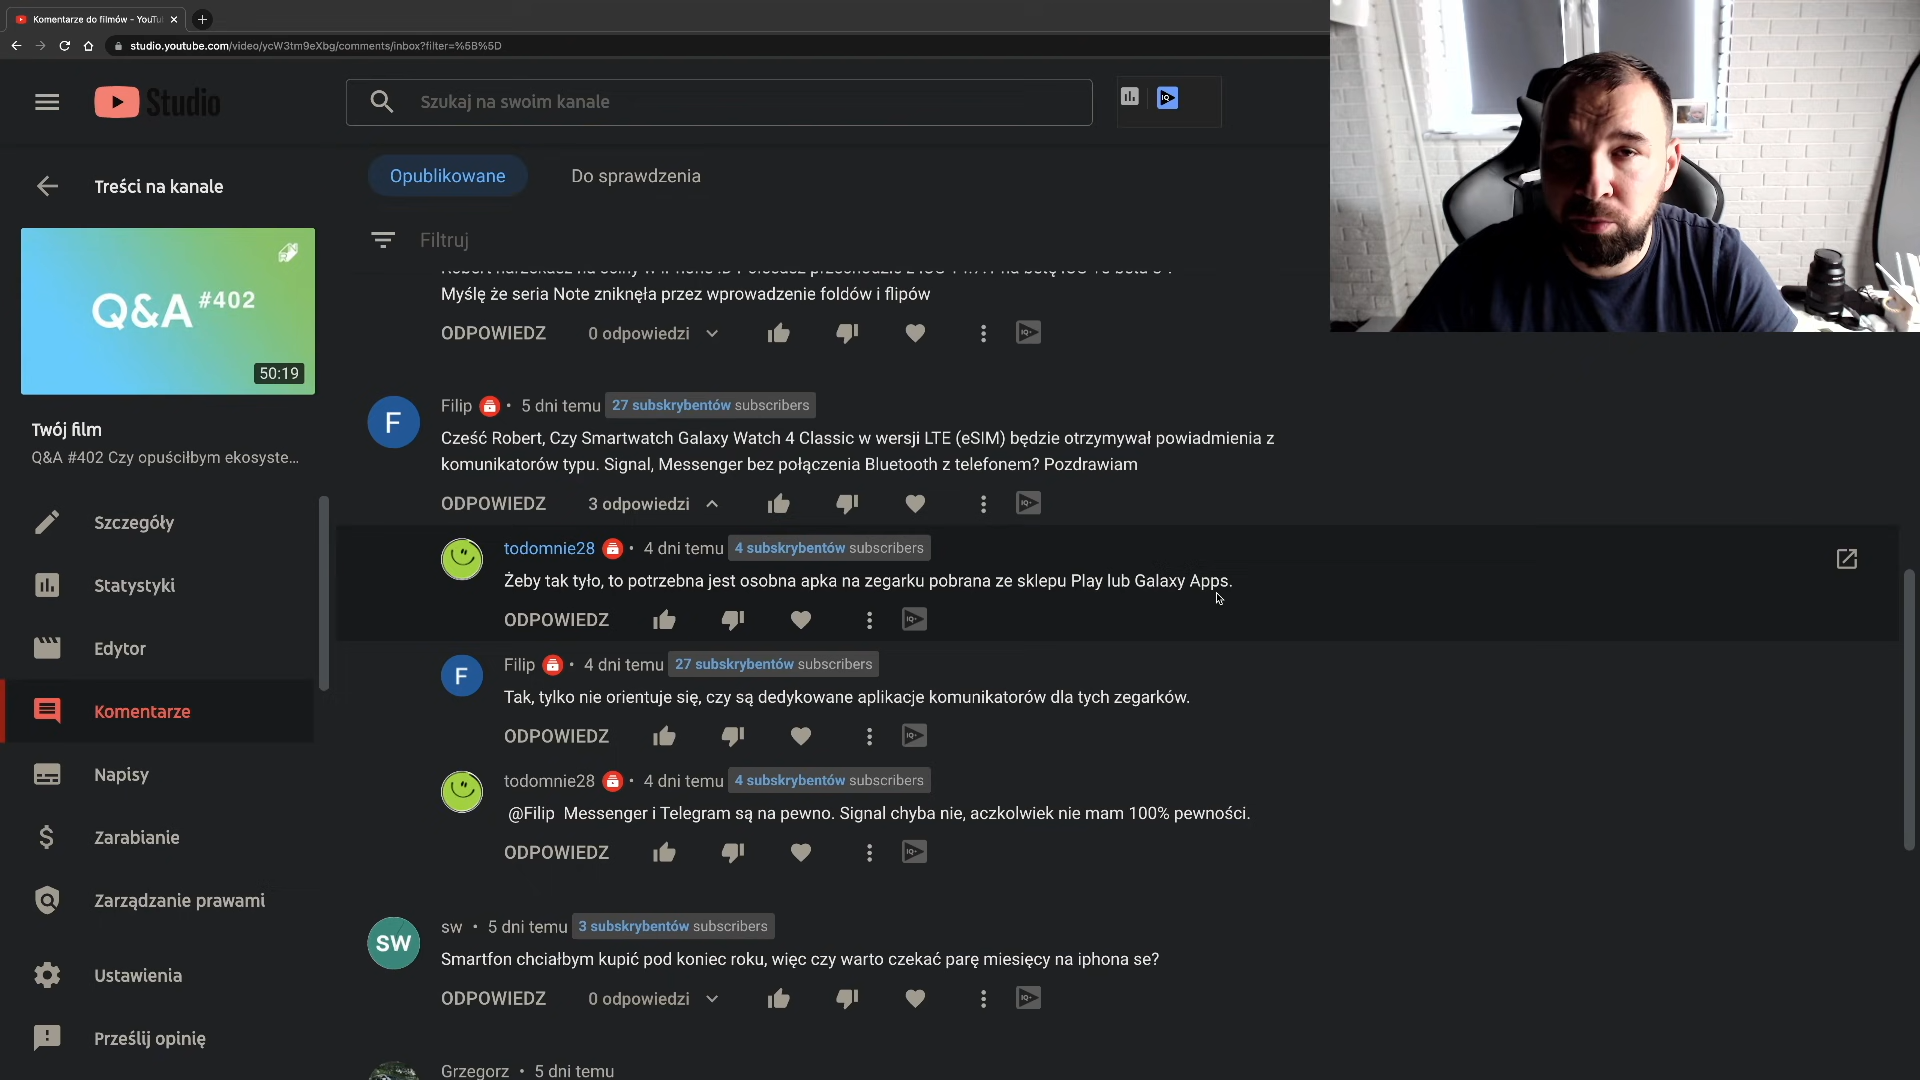 Komentarze do filmów - YouTu
studio.youtube.com/video/ycW3tm9eXbg/comments/inbox?filter=%5B%5D
Studio
Szukaj na swoim kanale
Treści na kanale
Q&A #402
50:19
Twój film
Q&A #402 Czy opuściłbym ekosyste...
Szczegóły
Statystyki
Edytor
Komentarze
Napisy
Zarabianie
Zarządzanie prawami
Ustawienia
Prześlij opinię
Opublikowane
Do sprawdzenia
Filtruj
Myślę że seria Note zniknęła przez wprowadzenie foldów i flipów
ODPOWIEDZ 0 odpowiedzi
F
Filip • 5 dni temu 27 subskrybentów subscribers
Cześć Robert, Czy Smartwatch Galaxy Watch 4 Classic w wersji LTE (eSIM) będzie otrzymywał powiadmienia z
komunikatorów typu. Signal, Messenger bez połączenia Bluetooth z telefonem? Pozdrawiam
ODPOWIEDZ 3 odpowiedzi
todomnie28 • 4 dni temu 4 subskrybentów subscribers
Żeby tak tyło, to potrzebna jest osobna apka na zegarku pobrana ze sklepu Play lub Galaxy Apps.
ODPOWIEDZ
F
Filip • 4 dni temu 27 subskrybentów subscribers
Tak, tylko nie orientuje się, czy są dedykowane aplikacje komunikatorów dla tych zegarków.
ODPOWIEDZ
todomnie28 • 4 dni temu 4 subskrybentów subscribers
@Filip Messenger i Telegram są na pewno. Signal chyba nie, aczkolwiek nie mam 100% pewności.
ODPOWIEDZ
SW
sw • 5 dni temu 3 subskrybentów subscribers
Smartfon chciałbym kupić pod koniec roku, więc czy warto czekać parę miesięcy na iphona se?
ODPOWIEDZ 0 odpowiedzi
Grzegorz • 5 dni temu